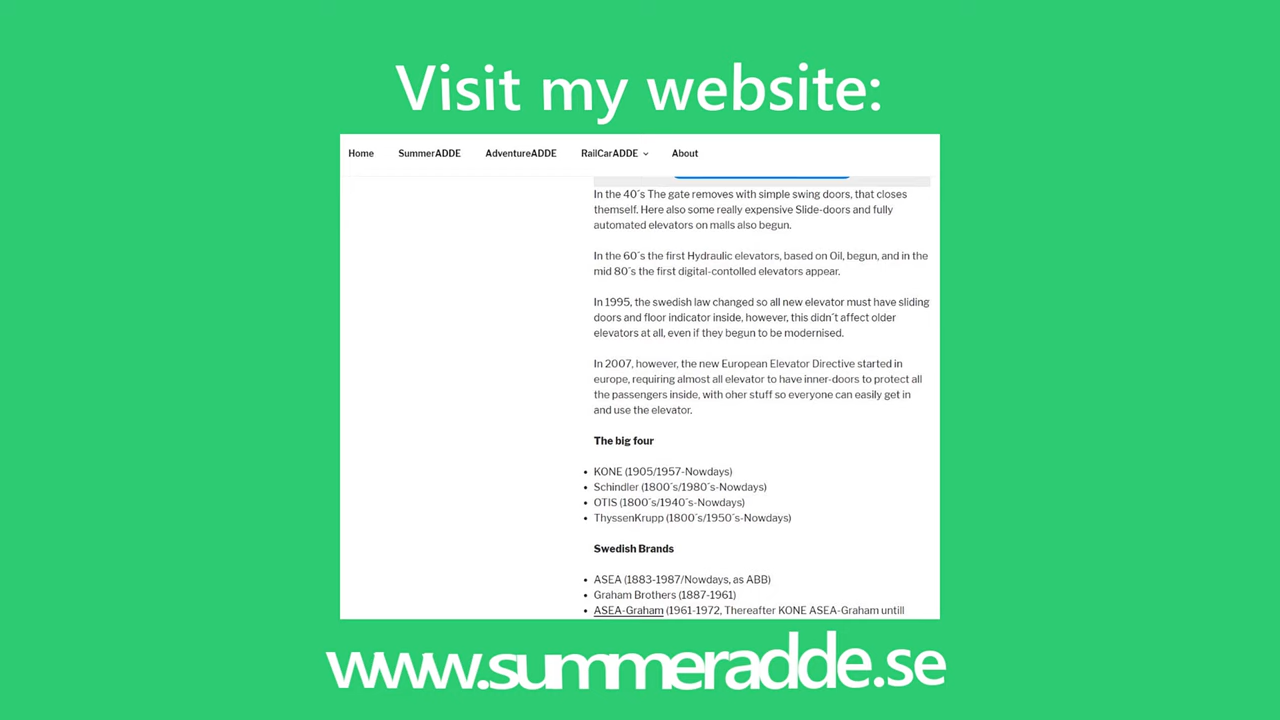 Visit my website:
Home SummerADDE AdventureADDE RailCarADDE About
In the 40´s The gate removes with simple swing doors, that closes
themself. Here also some really expensive Slide-doors and fully
automated elevators on malls also begun.
In the 60´s the first Hydraulic elevators, based on Oil, begun, and in the
mid 80´s the first digital-contolled elevators appear.
In 1995, the swedish law changed so all new elevator must have sliding
doors and floor indicator inside, however, this didn´t affect older
elevators at all, even if they begun to be modernised.
In 2007, however, the new European Elevator Directive started in
europe, requiring almost all elevator to have inner-doors to protect all
the passengers inside, with oher stuff so everyone can easily get in
and use the elevator.
The big four
• KONE (1905/1957-Nowdays)
• Schindler (1800´s/1980´s-Nowdays)
• OTIS (1800´s/1940´s-Nowdays)
• ThyssenKrupp (1800´s/1950´s-Nowdays)
Swedish Brands
• ASEA (1883-1987/Nowdays, as ABB)
• Graham Brothers (1887-1961)
• ASEA-Graham (1961-1972, Thereafter KONE ASEA-Graham untill
www.summeradde.se